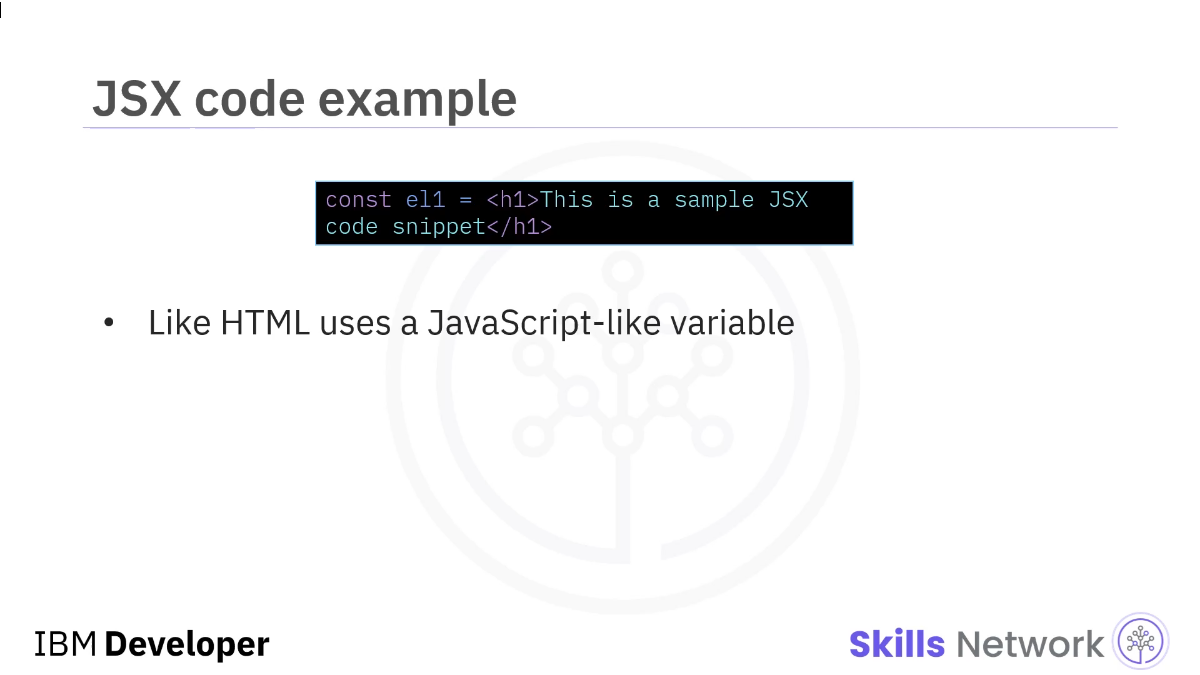 JSX code example
const el1 = <h1>This is a sample JSX
code snippet</h1>
• Like HTML uses a JavaScript-like variable
IBM Developer
Skills Network